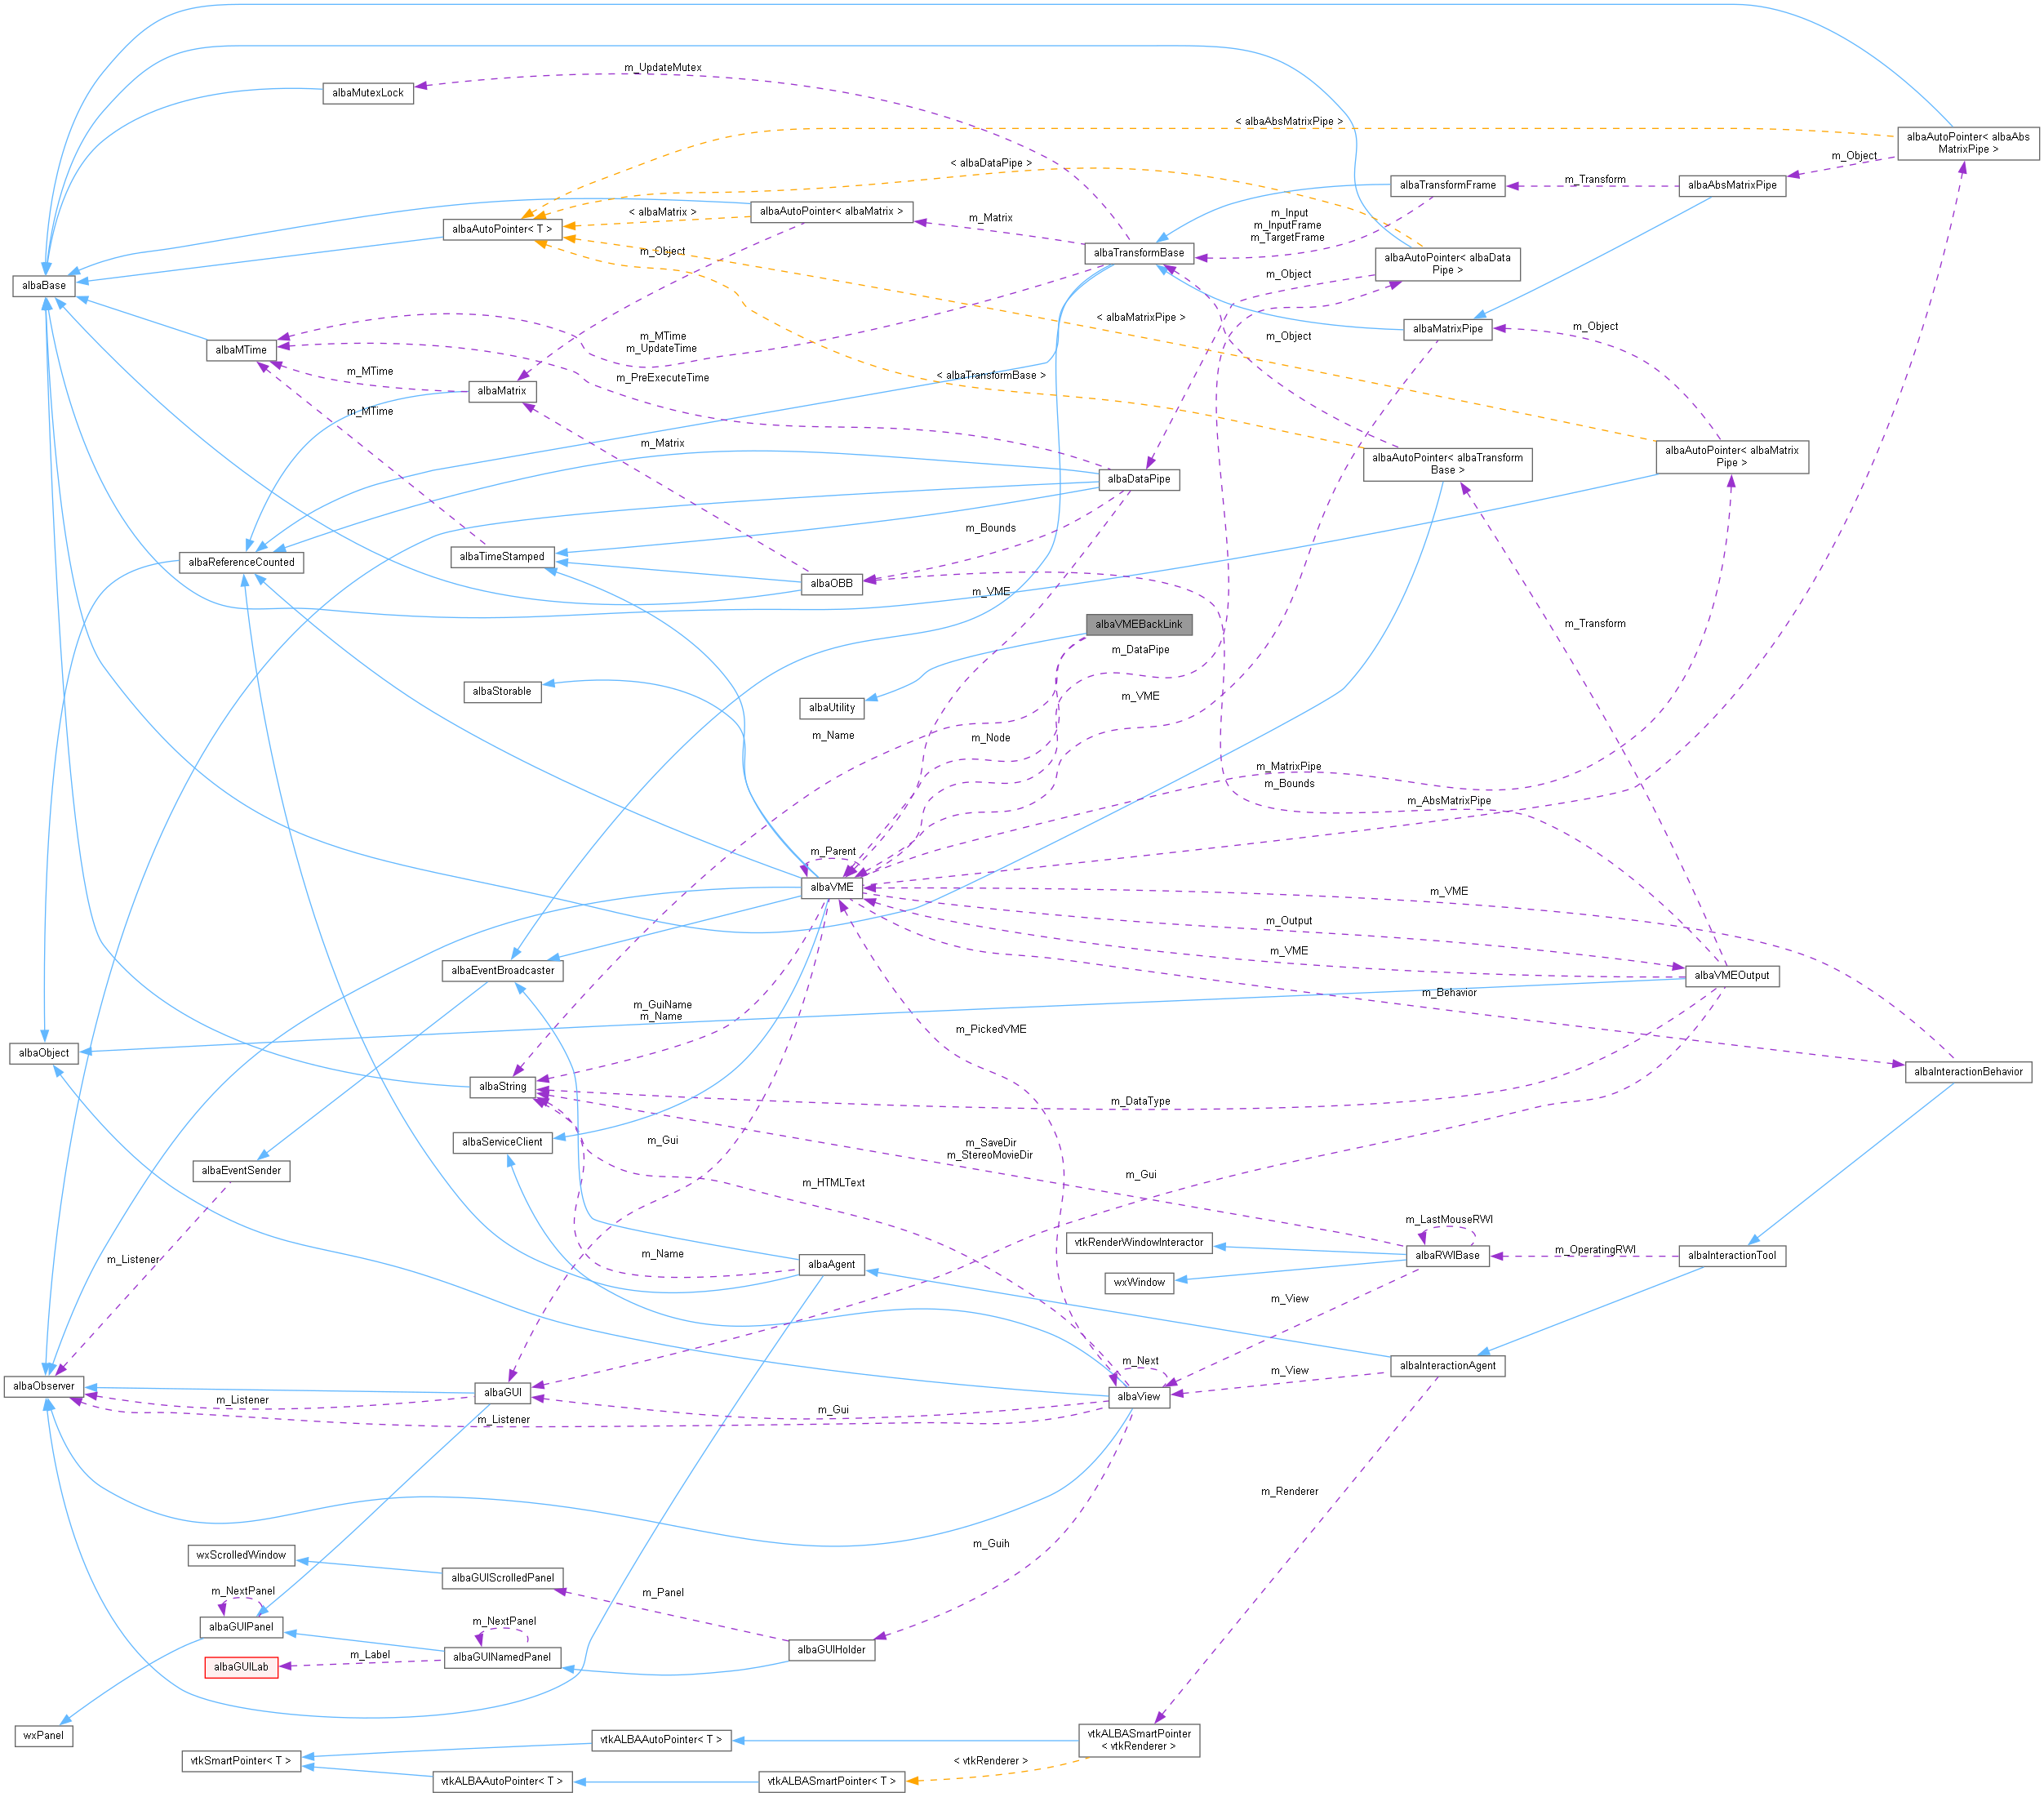 m_UpdateMutex
albaMutexLock
< albaAbsMatrixPipe >
albaAutoPointer< albaAbs
MatrixPipe >
m_Object
< albaDataPipe >
albaTransformFrame
m_Transform
albaAbsMatrixPipe
< albaMatrix >
albaAutoPointer< albaMatrix >
m_Matrix
m_Input
m_InputFrame
m_TargetFrame
albaAutoPointer< T >
m_Object
albaTransformBase
albaAutoPointer< albaData
Pipe >
m_Object
albaBase
< albaMatrixPipe >
albaMatrixPipe
m_Object
m_Object
albaMTime
m_MTime
m_UpdateTime
m_MTime
m_PreExecuteTime
< albaTransformBase >
albaMatrix
m_MTime
m_Matrix
albaAutoPointer< albaTransform
Base >
albaAutoPointer< albaMatrix
Pipe >
albaDataPipe
m_Bounds
albaReferenceCounted
albaTimeStamped
albaOBB
m_VME
albaVMEBackLink
m_Transform
m_DataPipe
albaStorable
albaUtility
m_VME
m_Name
m_Node
m_MatrixPipe
m_Bounds
m_AbsMatrixPipe
m_Parent
albaVME
m_VME
m_Output
m_VME
albaEventBroadcaster
albaVMEOutput
m_Behavior
m_GuiName
m_Name
m_PickedVME
albaObject
albaInteractionBehavior
albaString
m_DataType
albaServiceClient
m_Gui
m_SaveDir
m_StereoMovieDir
albaEventSender
m_HTMLText
m_Gui
m_LastMouseRWI
vtkRenderWindowInteractor
m_Listener
m_Name
albaAgent
albaRWIBase
m_OperatingRWI
albaInteractionTool
wxWindow
m_View
m_Next
albaInteractionAgent
albaObserver
albaGUI
m_View
albaView
m_Listener
m_Gui
m_Listener
m_Renderer
m_Guih
wxScrolledWindow
albaGUIScrolledPanel
m_NextPanel
m_Panel
albaGUIPanel
m_NextPanel
albaGUIHolder
albaGUINamedPanel
m_Label
albaGUILab
wxPanel
vtkALBAAutoPointer< T >
vtkALBASmartPointer
< vtkRenderer >
vtkSmartPointer< T >
< vtkRenderer >
vtkALBAAutoPointer< T >
vtkALBASmartPointer< T >